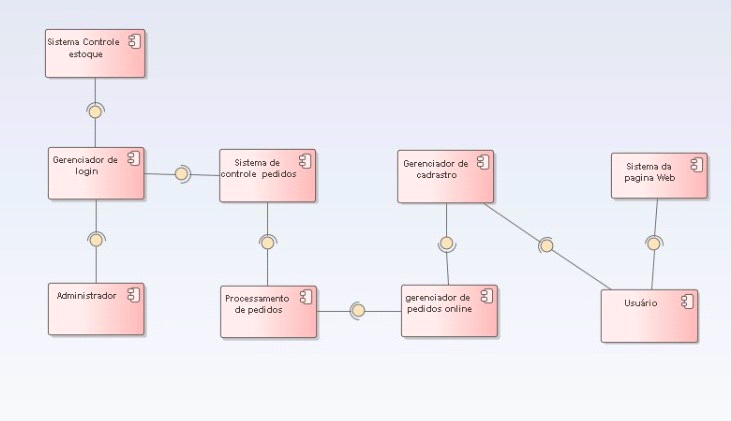 Sistema Controle
estoque
Gerenciador de
login
Sistema de
controle pedidos
Gerenciador de
cadrastro
Sistema da
pagina Web
Administrador
Processamento
de pedidos
gerenciador de
pedidos online
Usuário